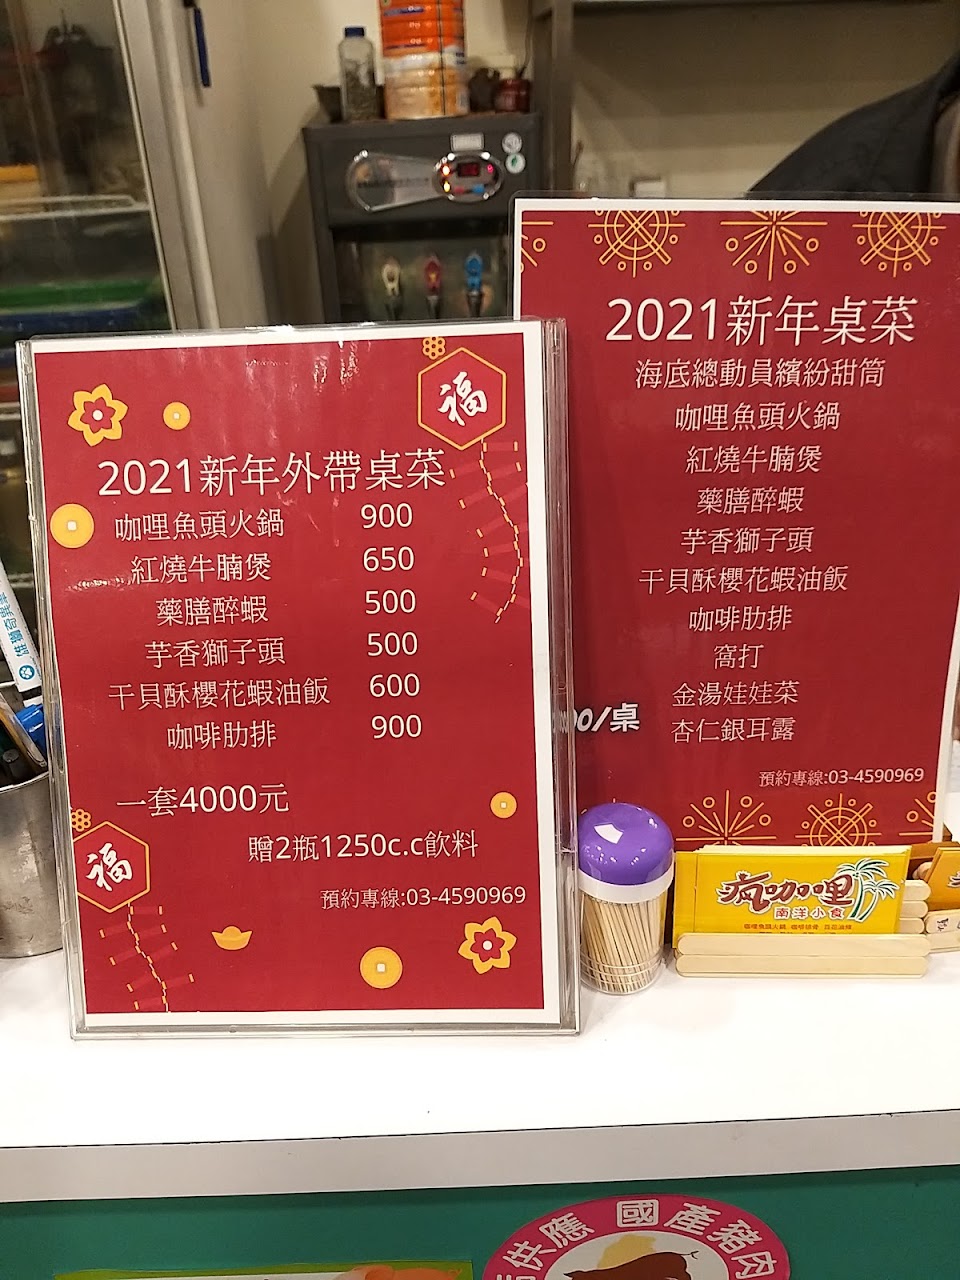 福
2021新年外帶桌菜
咖哩魚頭火鍋 900
紅燒牛腩煲 650
藥膳醉蝦 500
芋香獅子頭 500
干貝酥櫻花蝦油飯 600
咖啡肋排 900
一套4000元
贈2瓶1250c.c飲料
預約專線:03-4590969
福
2021新年桌菜
海底總動員繽紛甜筒
咖哩魚頭火鍋
紅燒牛腩煲
藥膳醉蝦
芋香獅子頭
干貝酥櫻花蝦油飯
咖啡肋排
窩打
金湯娃娃菜
00/桌
杏仁銀耳露
預約專線:03-4590969
瘋咖哩
南洋小食
供應 國產豬肉